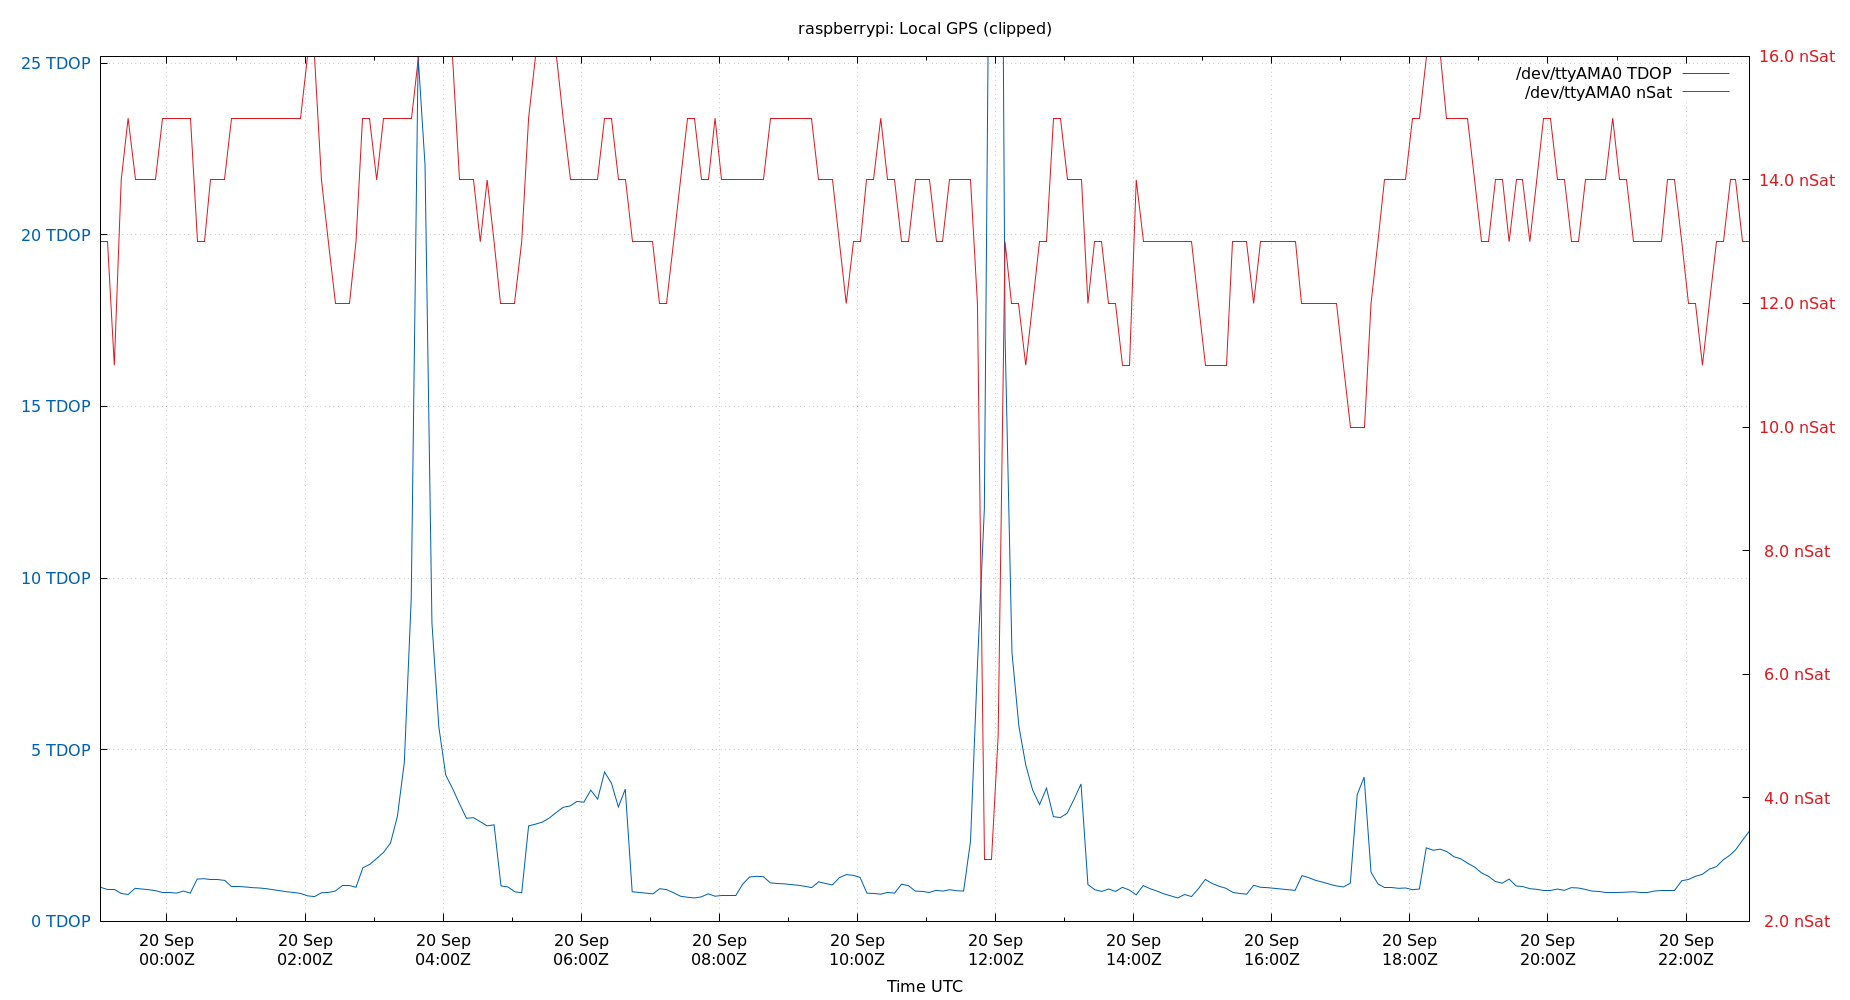 raspberrypi: Local GPS (clipped)
/dev/ttyAMA0 TDOP
/dev/ttyAMA0 nSat
25 TDOP
20 TDOP
15 TDOP
10 TDOP
5 TDOP
0 TDOP
16.0 nSat
14.0 nSat
12.0 nSat
10.0 nSat
8.0 nSat
6.0 nSat
4.0 nSat
2.0 nSat
20 Sep 20 Sep 20 Sep 20 Sep 20 Sep 20 Sep 20 Sep 20 Sep 20 Sep 20 Sep 20 Sep 20 Sep
00:00Z 02:00Z 04:00Z 06:00Z 08:00Z 10:00Z 12:00Z 14:00Z 16:00Z 18:00Z 20:00Z 22:00Z
Time UTC